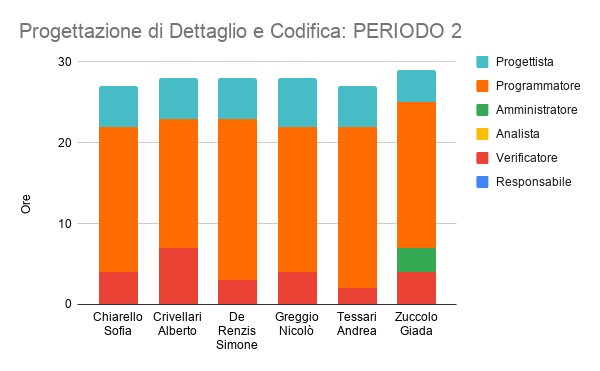 Progettazione di Dettaglio e Codifica: PERIODO 2
30
20
10
0
Ore
Chiarello
Sofia
Crivellari
Alberto
De
Renzis
Simone
Greggio
Nicolò
Tessari
Andrea
Zuccolo
Giada
Progettista
Programmatore
Amministratore
Analista
Verificatore
Responsabile